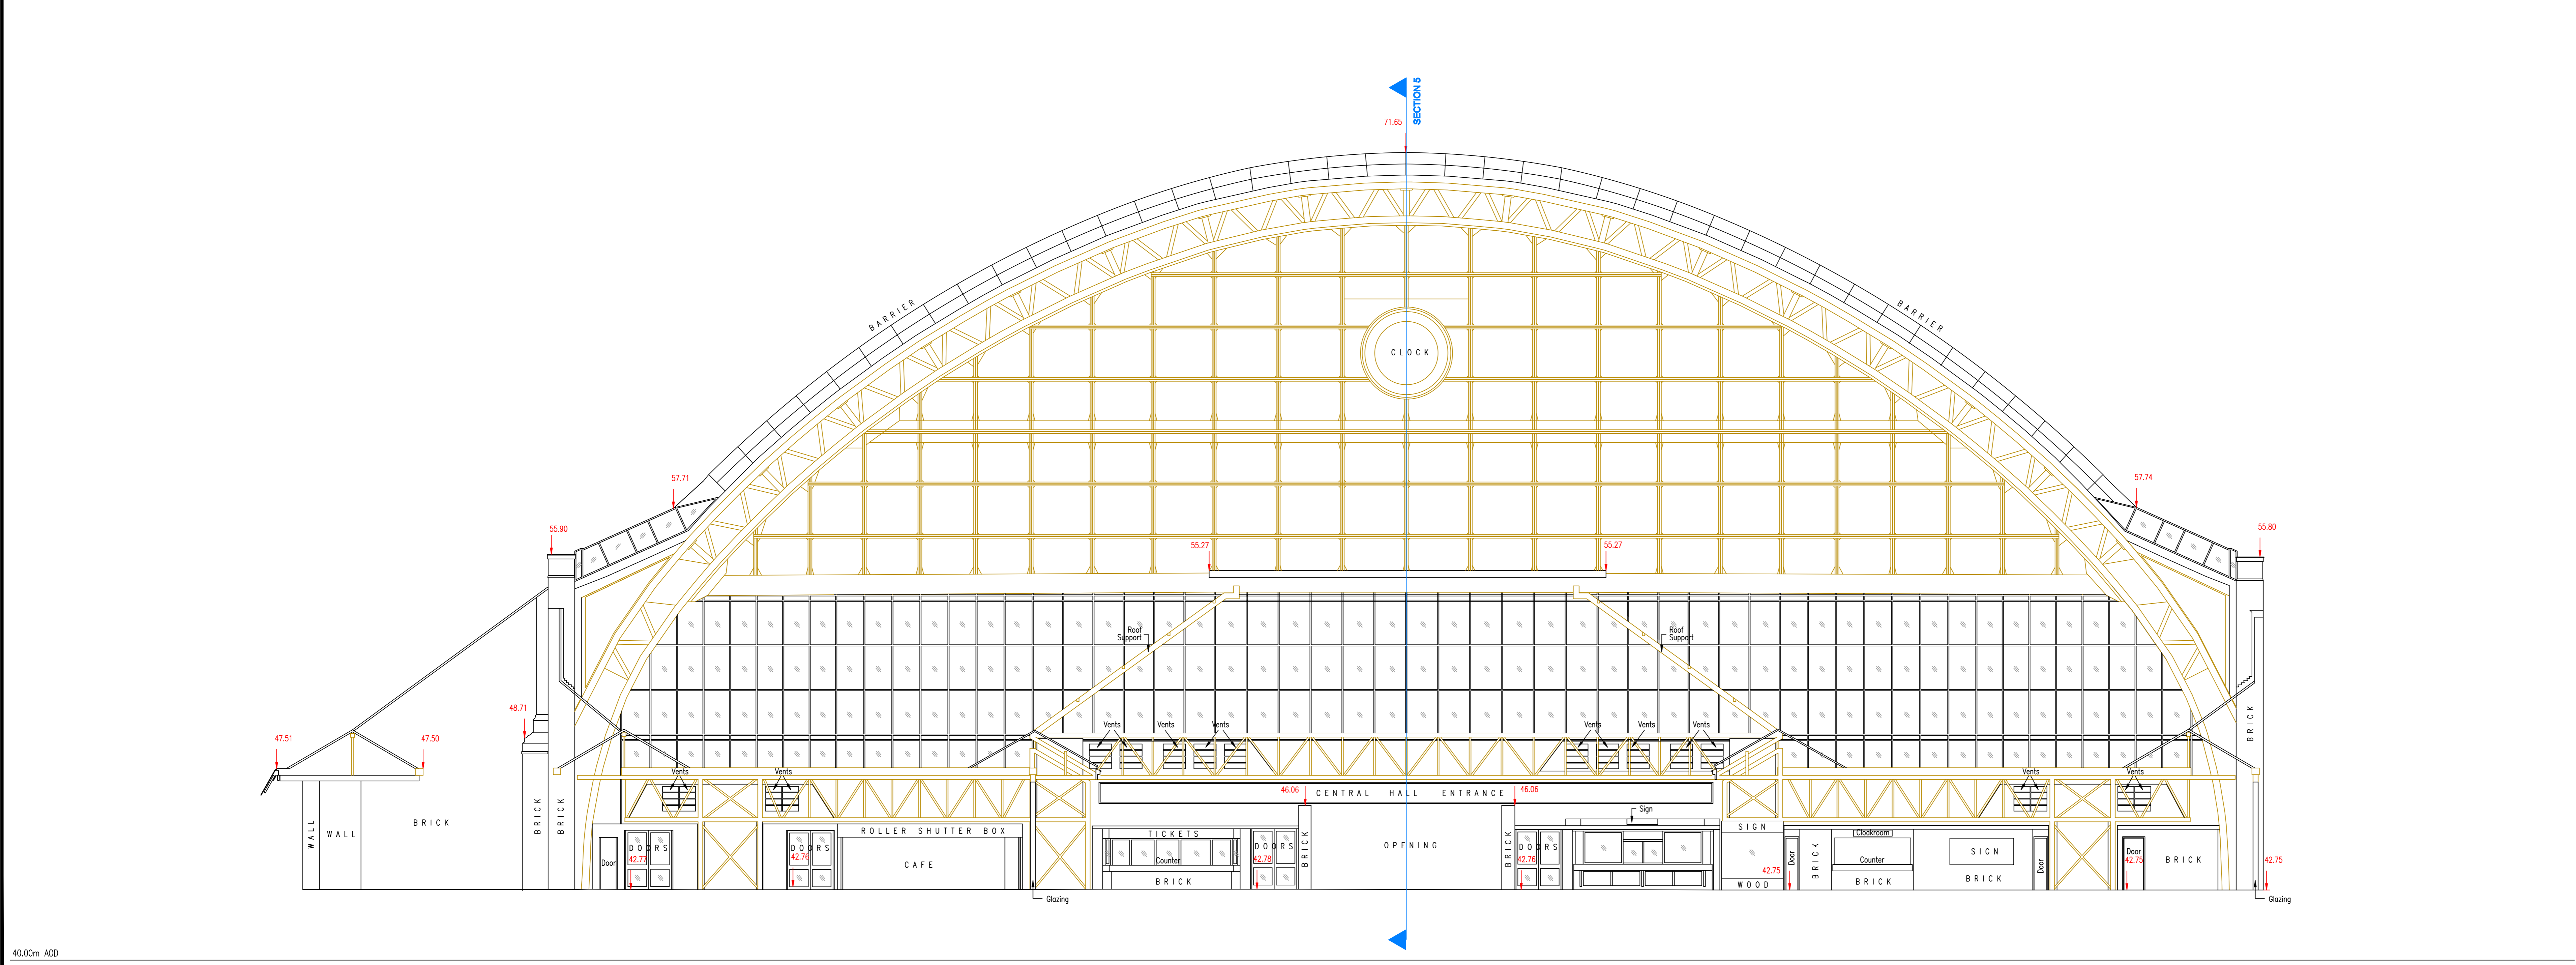 SECTION 5
71.65
BARRIER
BARRIER
CLOCK
57.71
57.74
55.90
55.80
55.27
55.27
Roof
Support
Roof
Support
48.71
BRICK
47.51
47.50
Vents
Vents
Vents
Vents
Vents
Vents
Vents
Vents
Vents
Vents
CENTRAL HALL ENTRANCE
46.06
46.06
Sign
WALL
WALL
BRICK
BRICK
BRICK
ROLLER SHUTTER BOX
TICKETS
SIGN
Cloakroom
DOORS
DOORS
DOORS
BRICK
OPENING
BRICK
DOORS
Door
42.77
42.76
CAFE
Counter
42.78
42.76
42.75
Door
BRICK
Counter
SIGN
Door
Door
42.75
BRICK
42.75
BRICK
WOOD
BRICK
BRICK
Glazing
Glazing
40.00m AOD